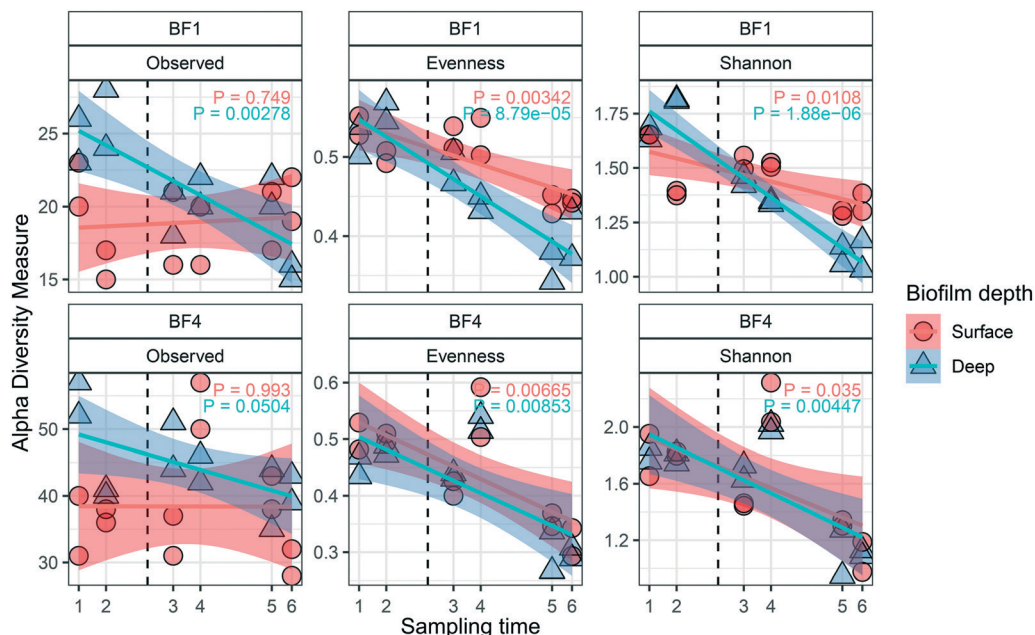 BF1
BF1
BF1
Observed
Evenness
Shannon
P = 0.749
P = 0.00278
P = 0.00342
P = 8.79e−05
P = 0.0108
P = 1.88e−06
25
20
15
0.5
0.4
1.75
1.50
1.25
1.00
BF4
BF4
BF4
Observed
Evenness
Shannon
P = 0.993
P = 0.0504
P = 0.00665
P = 0.00853
P = 0.035
P = 0.00447
50
40
30
0.6
0.5
0.4
0.3
2.0
1.6
1.2
1 2 3 4 5 6
1 2 3 4 5 6
1 2 3 4 5 6
Alpha Diversity Measure
Sampling time
Biofilm depth
Surface
Deep